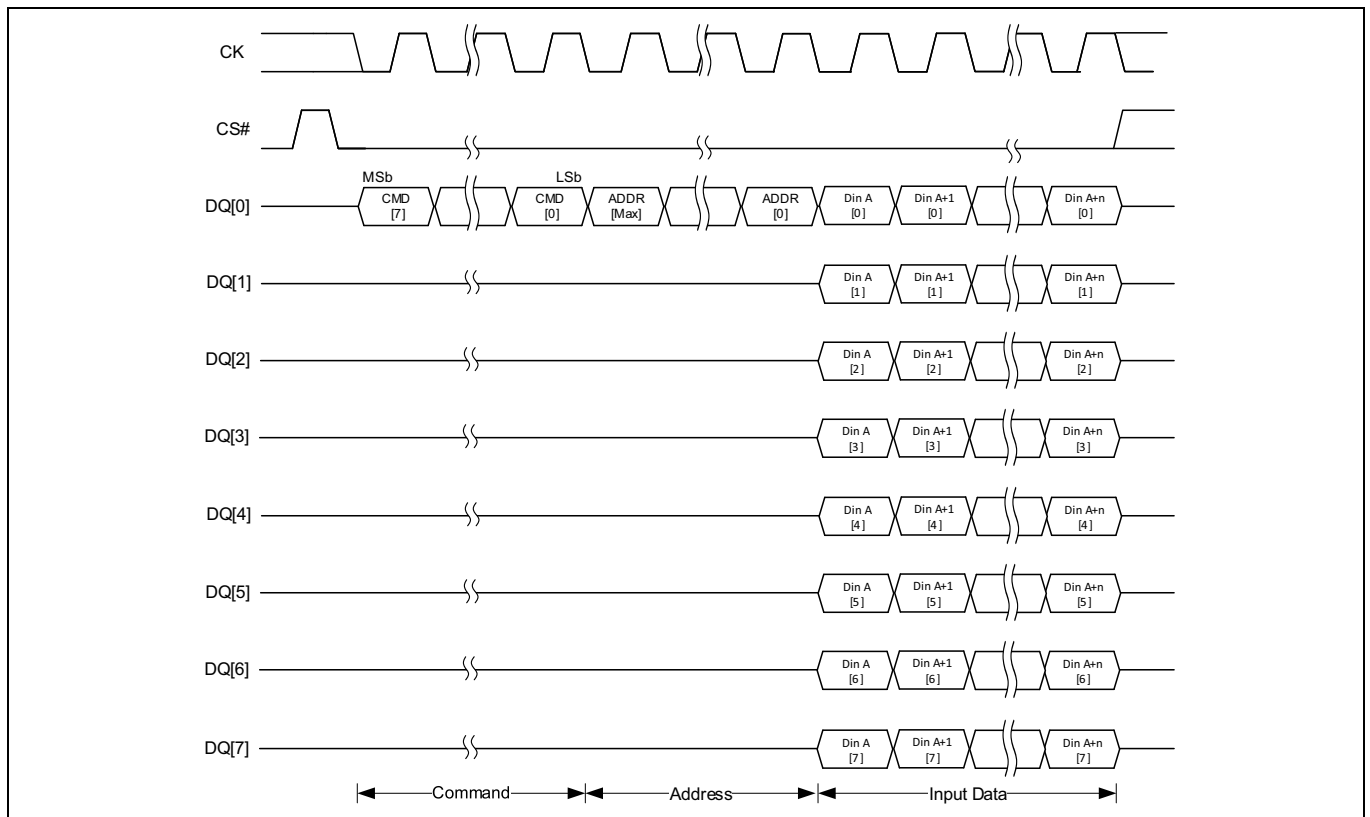 CK
CS#
MSb LSb
DQ[0] CMD CMD ADDR ADDR Din A Din A+1 Din A+n
[7] [0] [Max] [0] [0] [0] [0]
DQ[1] Din A Din A+1 Din A+n
[1] [1] [1]
DQ[2] Din A Din A+1 Din A+n
[2] [2] [2]
DQ[3] Din A Din A+1 Din A+n
[3] [3] [3]
DQ[4] Din A Din A+1 Din A+n
[4] [4] [4]
DQ[5] Din A Din A+1 Din A+n
[5] [5] [5]
DQ[6] Din A Din A+1 Din A+n
[6] [6] [6]
DQ[7] Din A Din A+1 Din A+n
[7] [7] [7]
Command Address Input Data